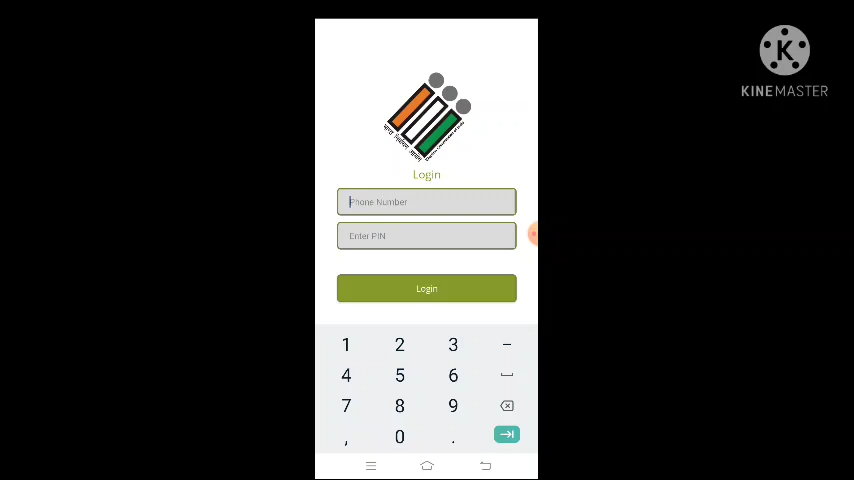 KINEMASTER
Login
Phone Number
Enter PIN
Login
1 2 3 –
4 5 6
7 8 9
, 0 .